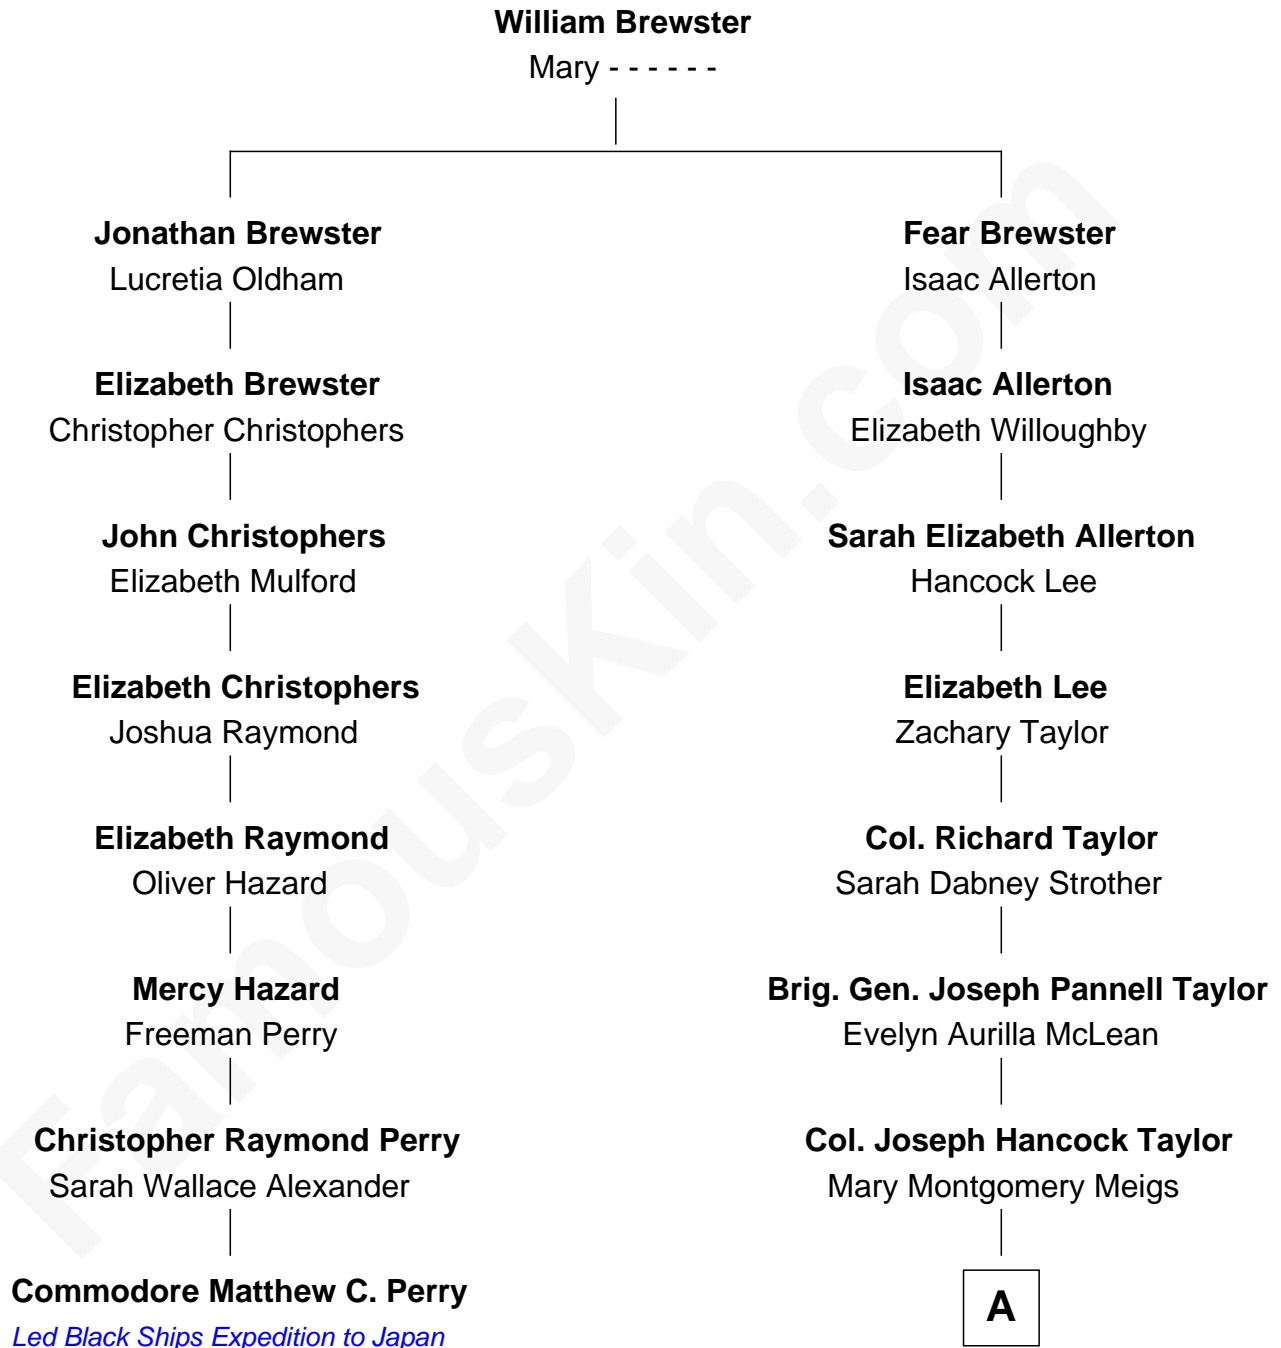 William Brewster
Mary - - - - - -
Jonathan Brewster
Lucretia Oldham
Fear Brewster
Isaac Allerton
Elizabeth Brewster
Christopher Christophers
Isaac Allerton
Elizabeth Willoughby
John Christophers
Elizabeth Mulford
Sarah Elizabeth Allerton
Hancock Lee
Elizabeth Christophers
Joshua Raymond
Elizabeth Lee
Zachary Taylor
Elizabeth Raymond
Oliver Hazard
Col. Richard Taylor
Sarah Dabney Strother
Mercy Hazard
Freeman Perry
Brig. Gen. Joseph Pannell Taylor
Evelyn Aurilla McLean
Christopher Raymond Perry
Sarah Wallace Alexander
Col. Joseph Hancock Taylor
Mary Montgomery Meigs
Commodore Matthew C. Perry
Led Black Ships Expedition to Japan
A
FamousKin.com